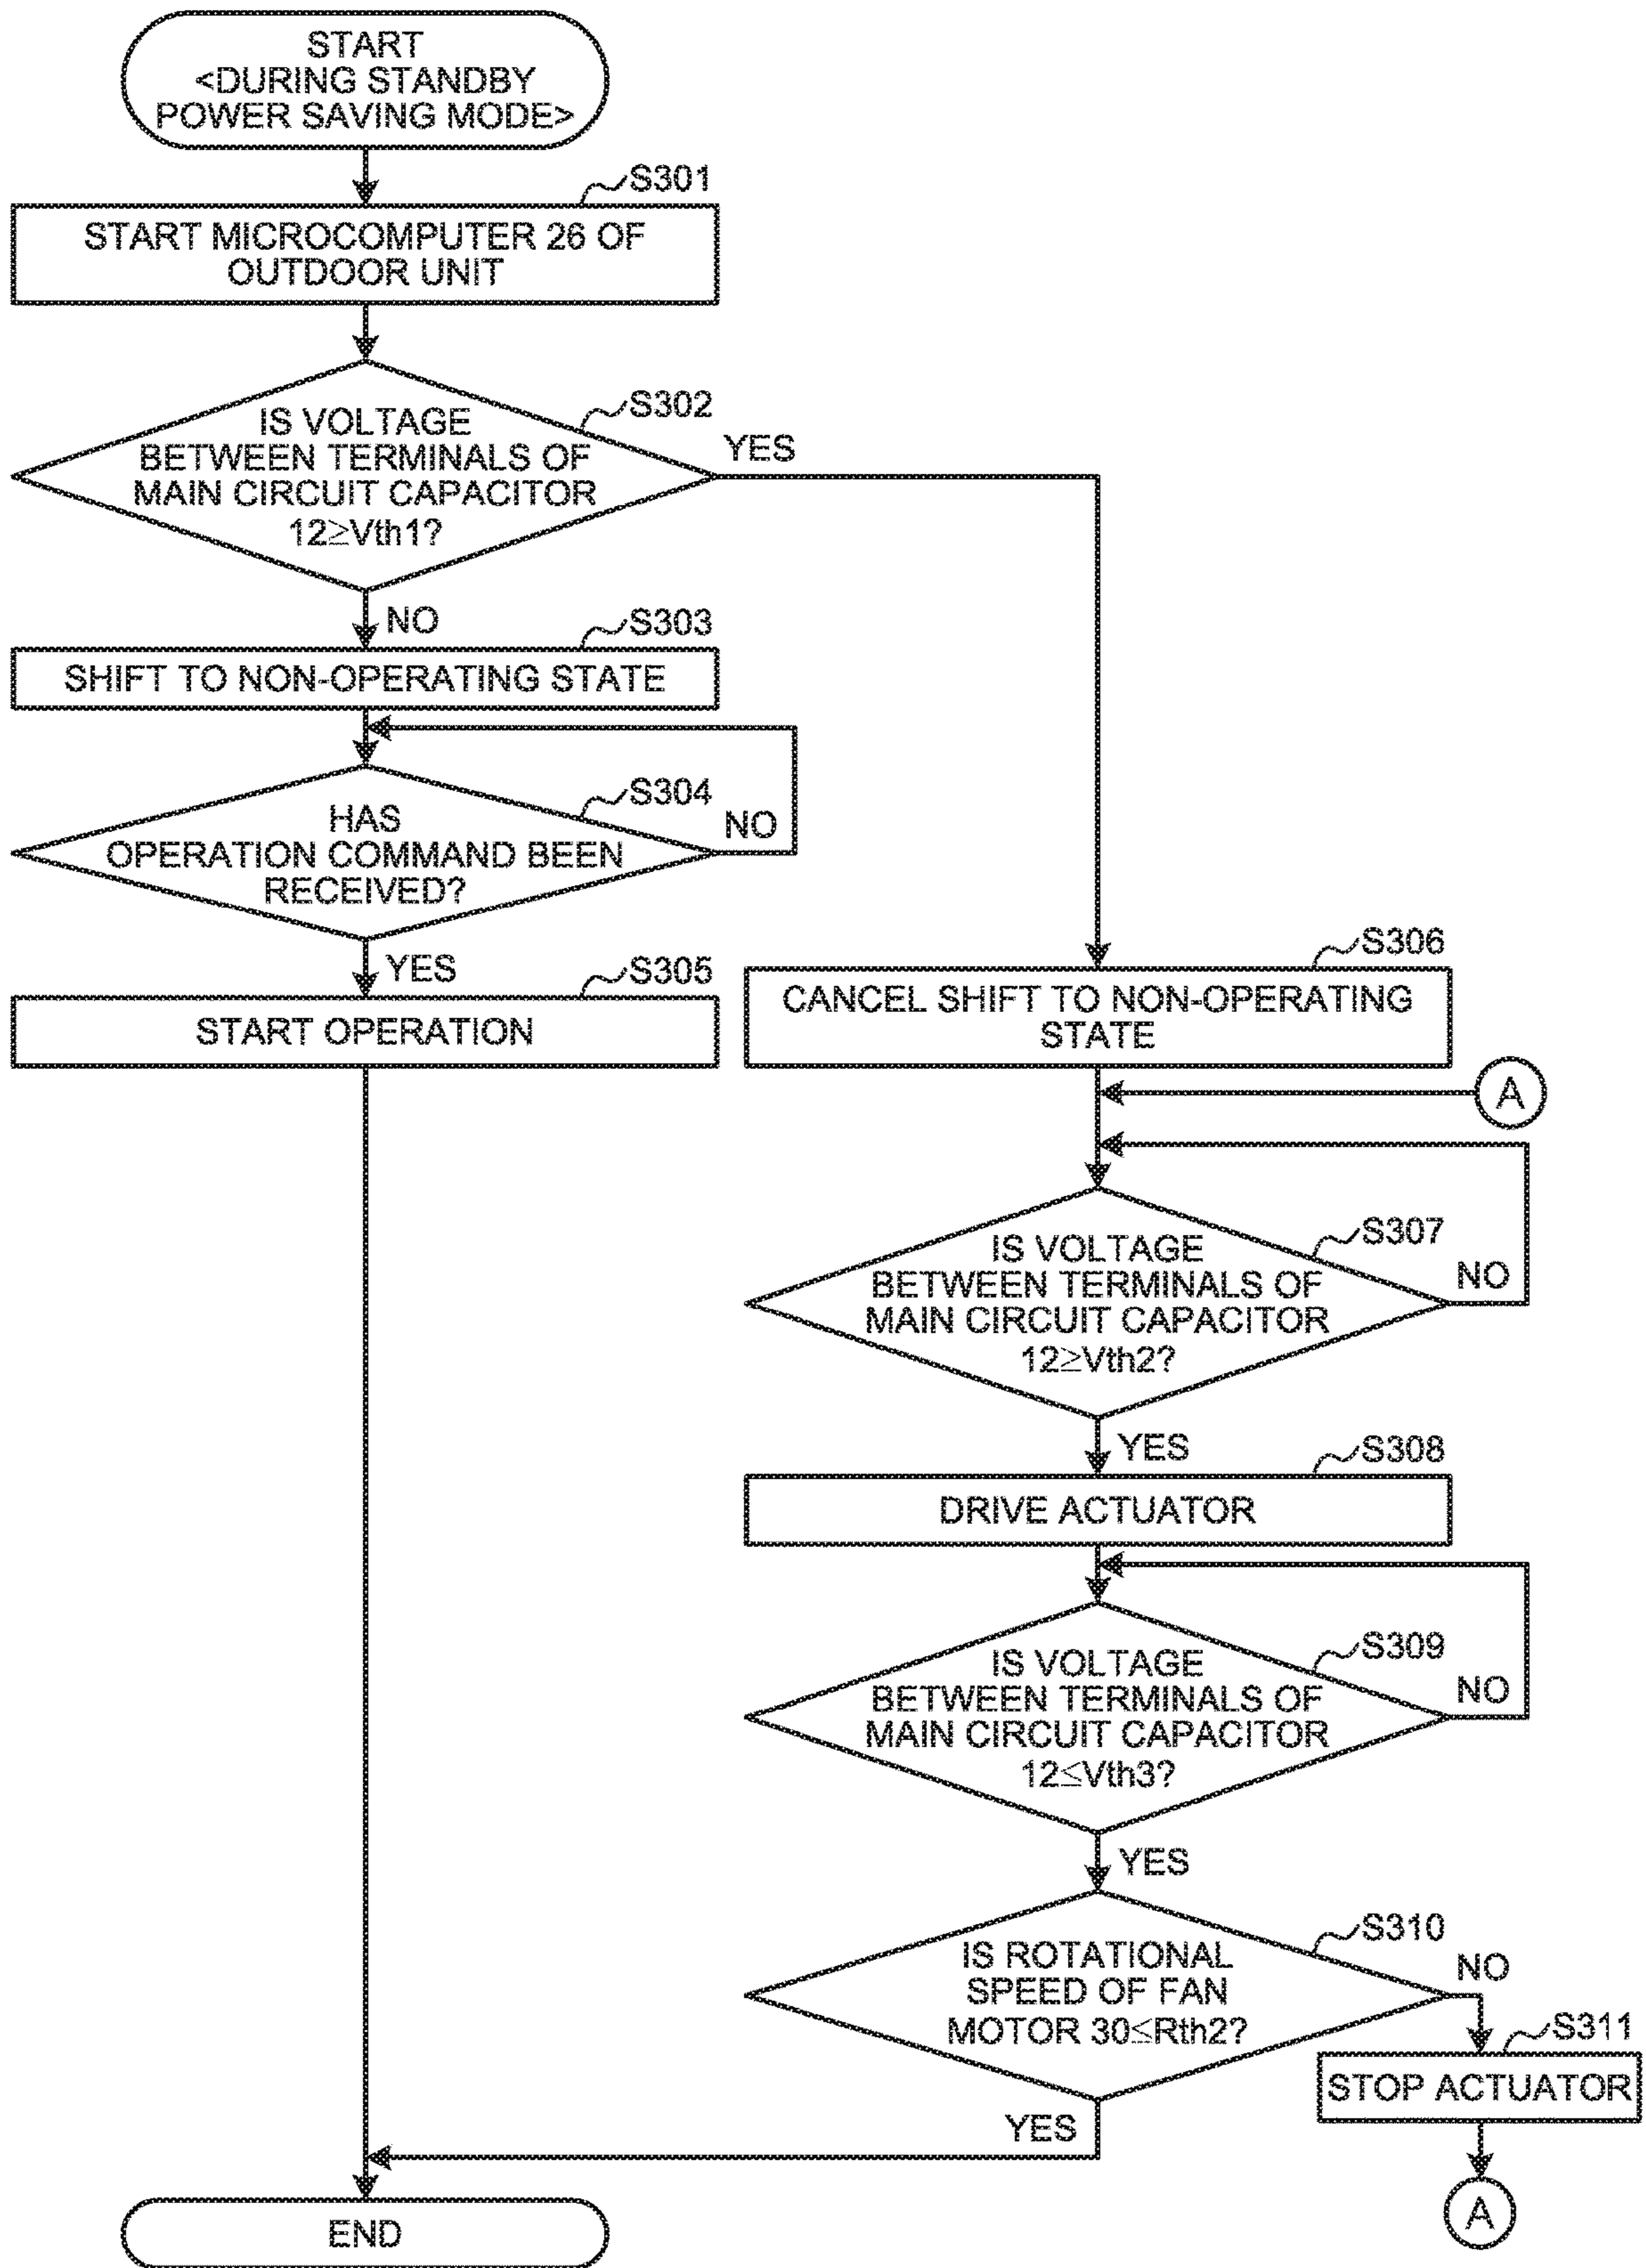 START
<DURING STANDBY
POWER SAVING MODE>
S301
START MICROCOMPUTER 26 OF
OUTDOOR UNIT
S302
IS VOLTAGE
BETWEEN TERMINALS OF
MAIN CIRCUIT CAPACITOR
12≥Vth1?
YES
NO
S303
SHIFT TO NON-OPERATING STATE
S304
HAS
OPERATION COMMAND BEEN
RECEIVED?
NO
YES
S305
START OPERATION
S306
CANCEL SHIFT TO NON-OPERATING
STATE
A
S307
IS VOLTAGE
BETWEEN TERMINALS OF
MAIN CIRCUIT CAPACITOR
12≥Vth2?
NO
YES
S308
DRIVE ACTUATOR
S309
IS VOLTAGE
BETWEEN TERMINALS OF
MAIN CIRCUIT CAPACITOR
12≤Vth3?
NO
YES
S310
IS ROTATIONAL
SPEED OF FAN
MOTOR 30≤Rth2?
NO
S311
STOP ACTUATOR
YES
A
END